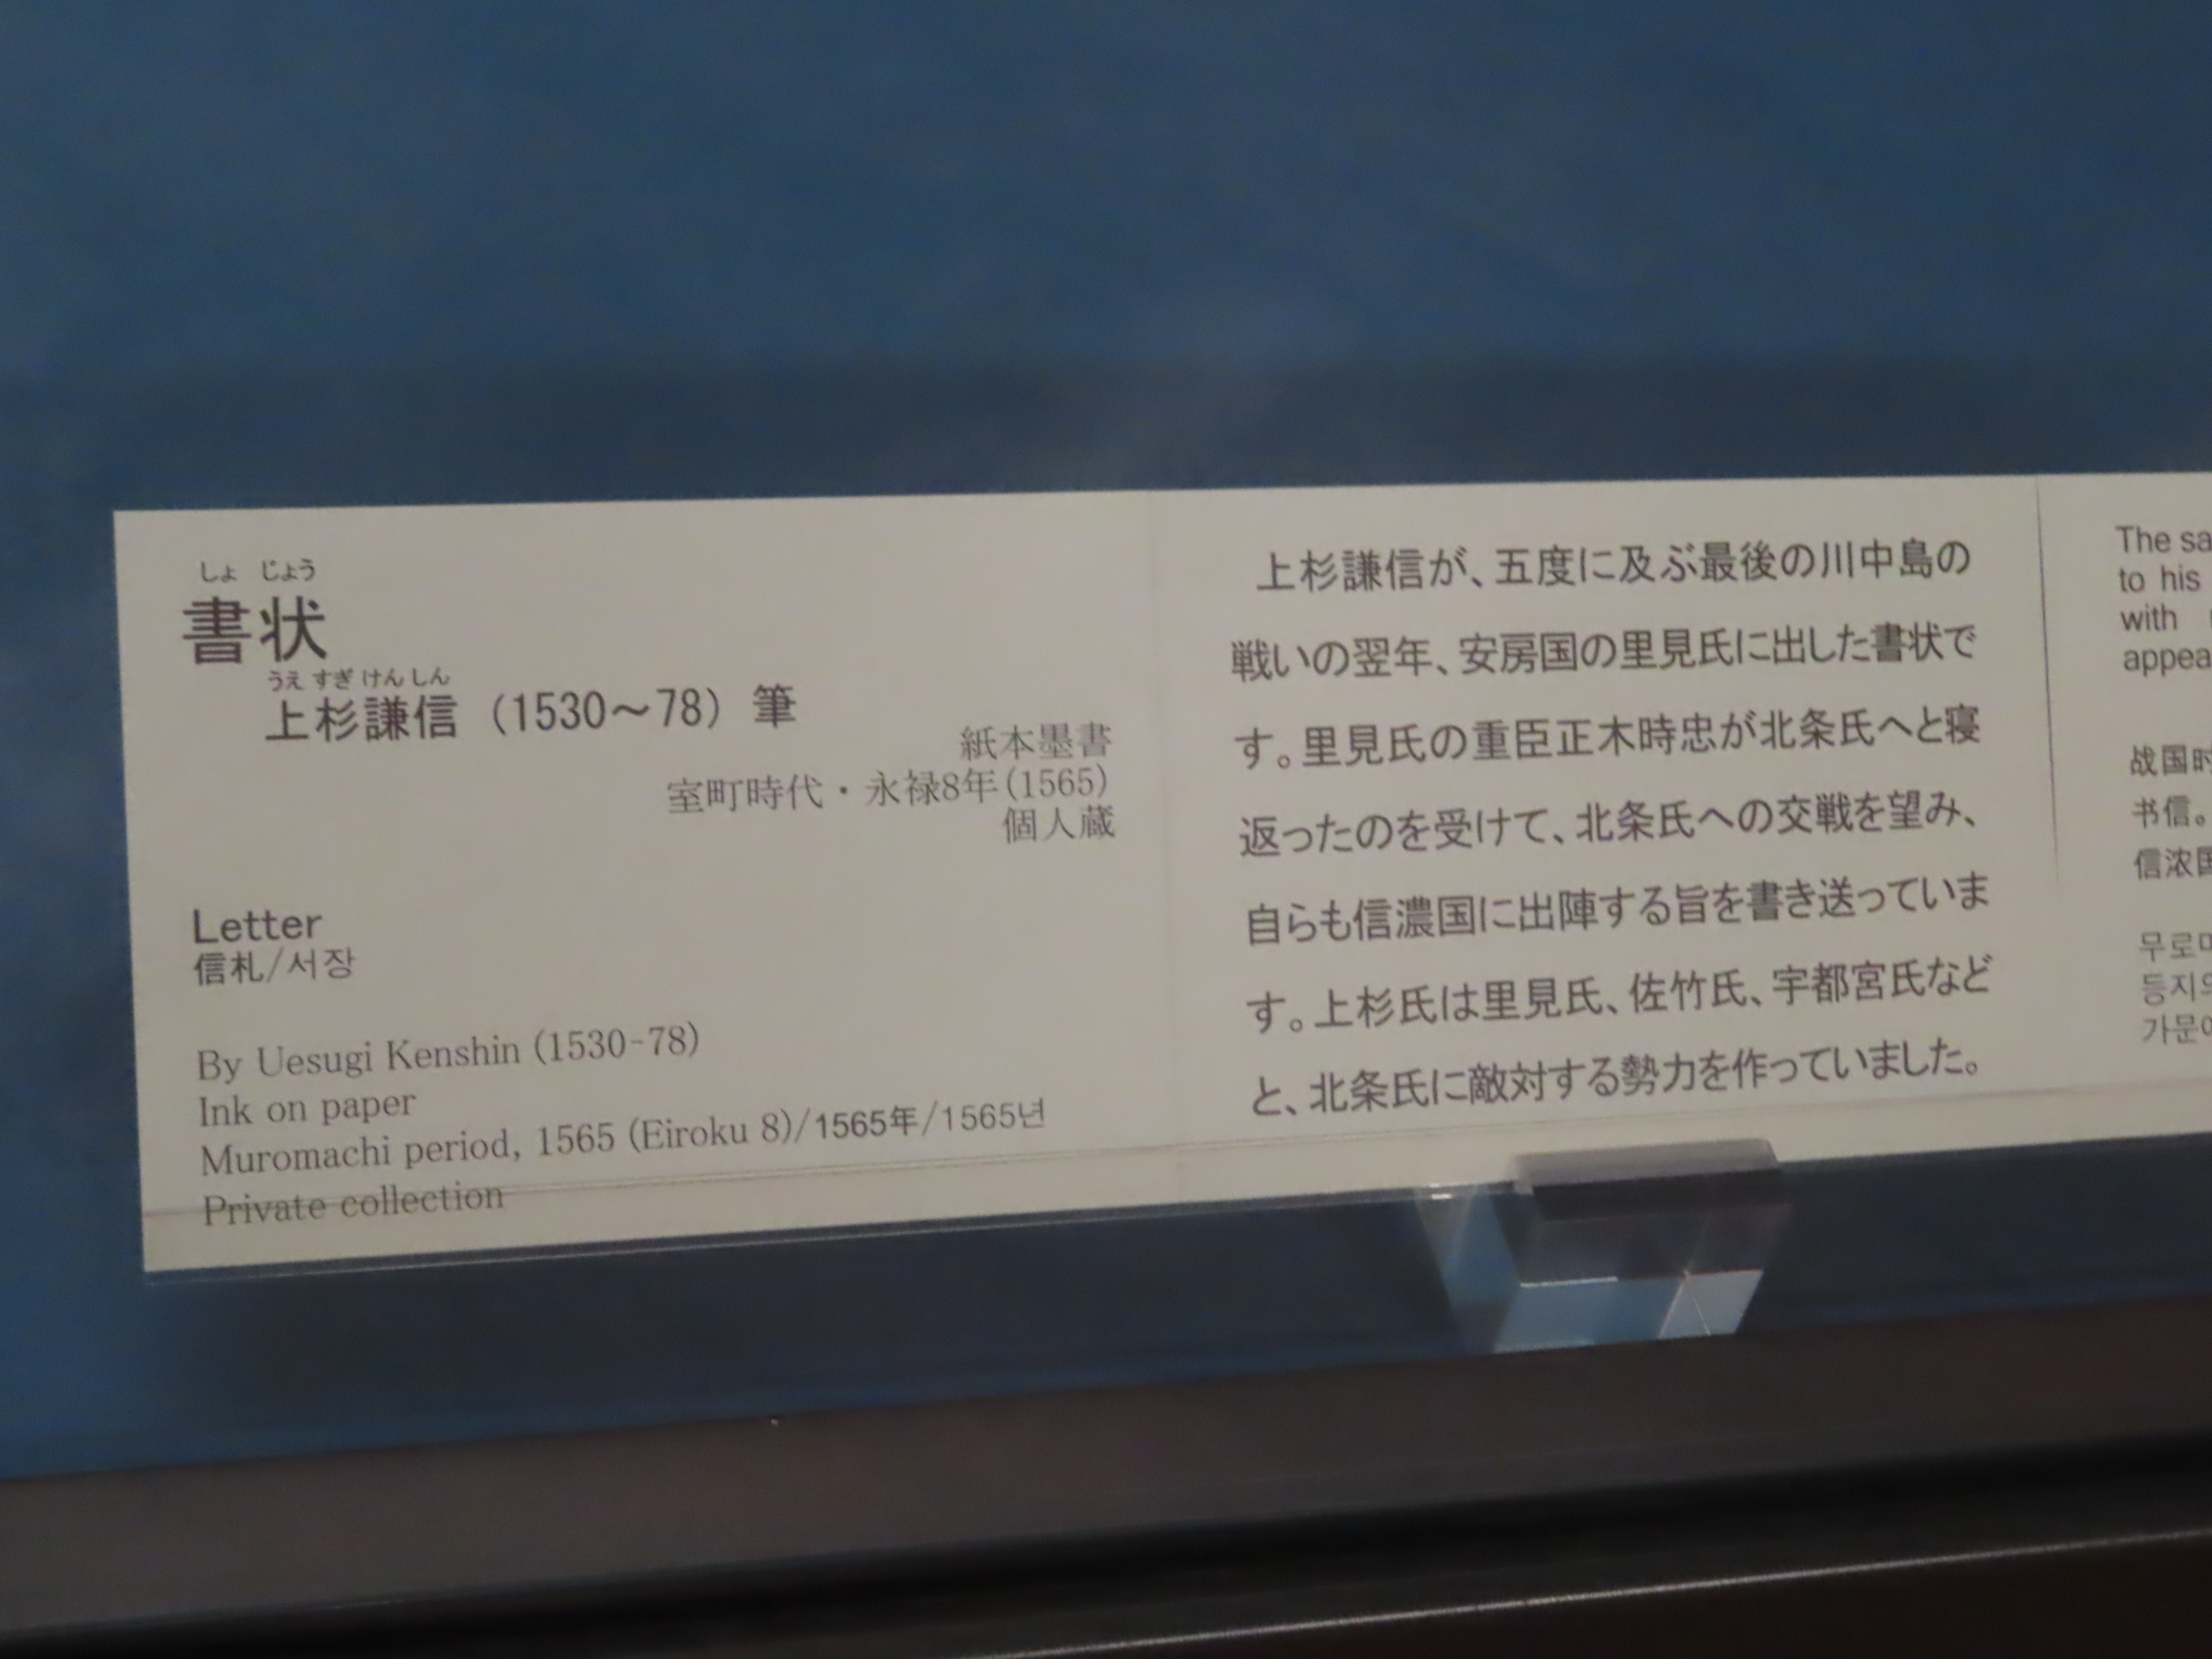 しょ じょう
書状
うえ すぎ けん しん
上杉謙信（1530～78）筆
紙本墨書
室町時代・永禄8年(1565)
個人蔵
Letter
信札/서장
By Uesugi Kenshin (1530-78)
Ink on paper
Muromachi period, 1565 (Eiroku 8)/1565年/1565년
Private collection
上杉謙信が、五度に及ぶ最後の川中島の
戦いの翌年、安房国の里見氏に出した書状で
す。里見氏の重臣正木時忠が北条氏へと寝
返ったのを受けて、北条氏への交戦を望み、
自らも信濃国に出陣する旨を書き送っていま
す。上杉氏は里見氏、佐竹氏、宇都宮氏など
と、北条氏に敵対する勢力を作っていました。
The
to his
with
战国
书信。
信浓
무로
등지
가문